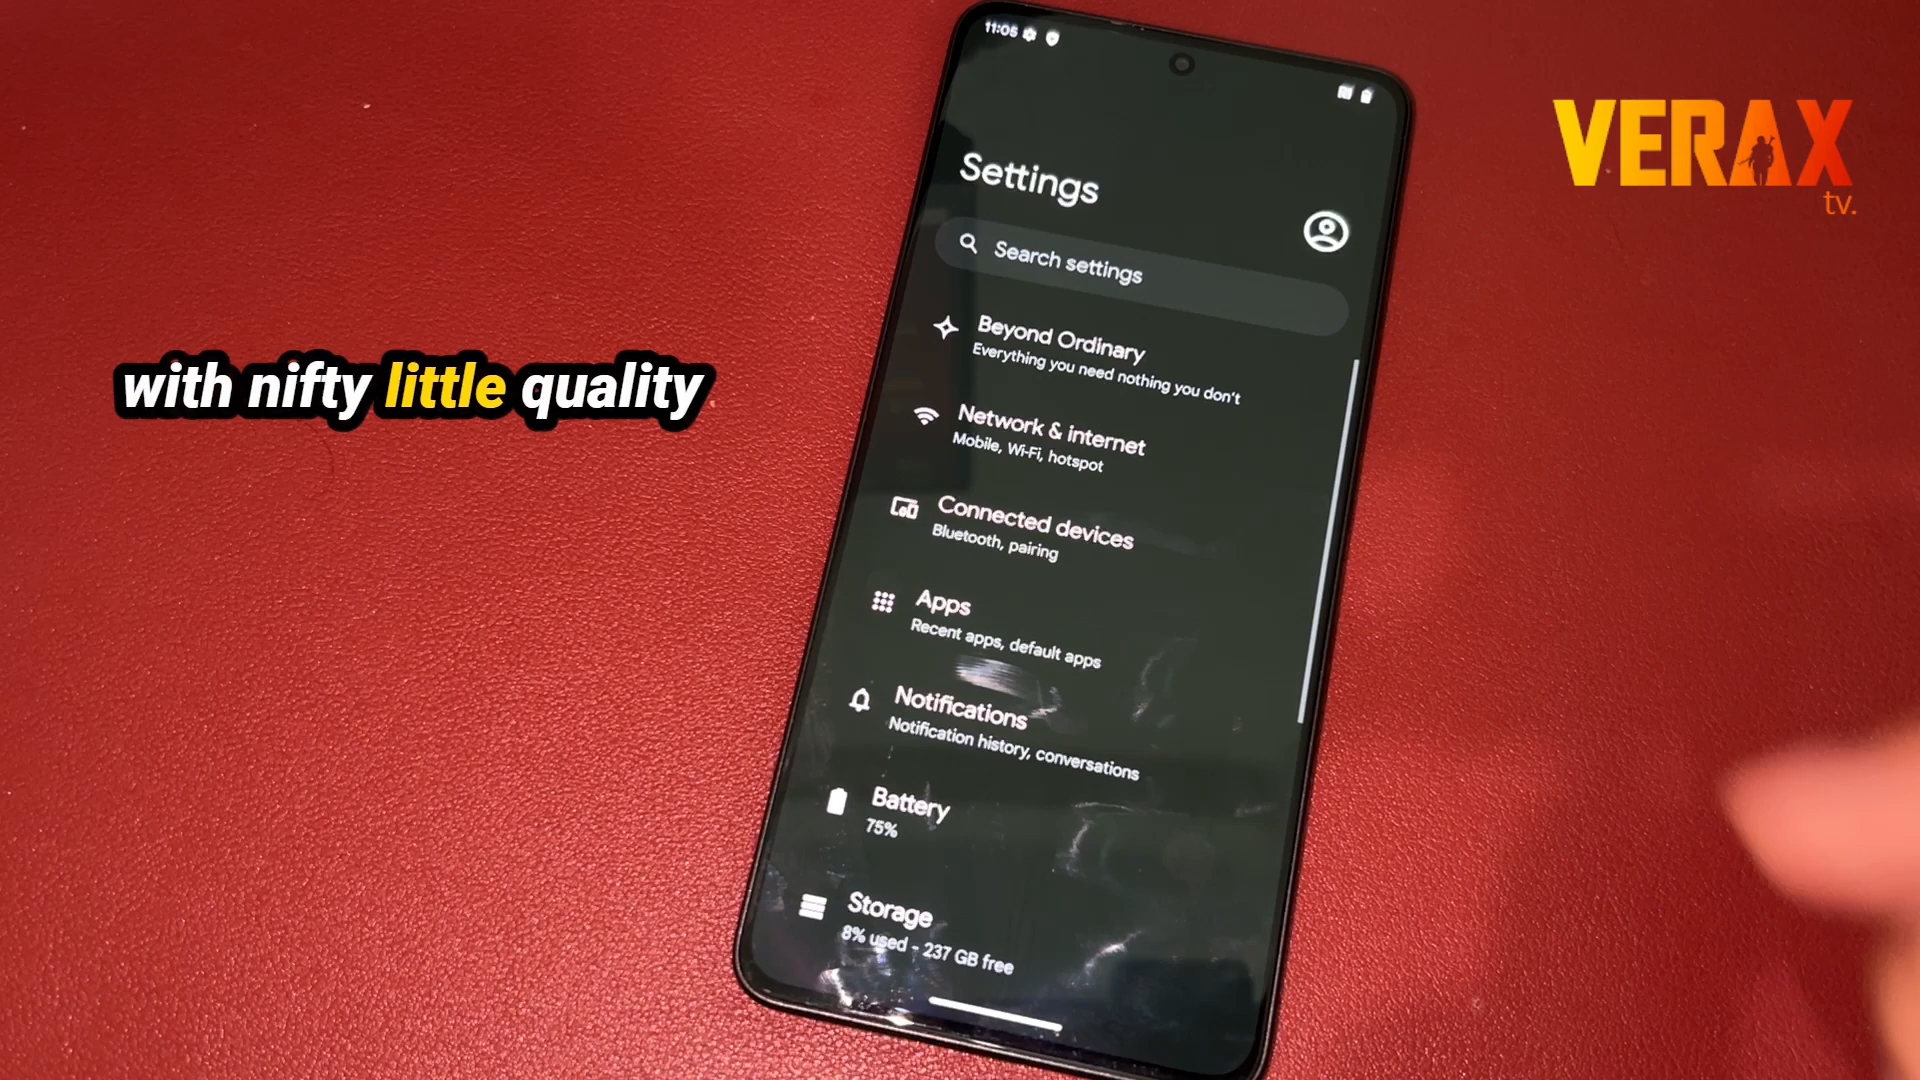 11:05
VERAX
tv.
Settings
Search settings
Beyond Ordinary
Everything you need nothing you don't
with nifty little quality
Network & internet
Mobile, Wi-Fi, hotspot
Connected devices
Bluetooth, pairing
Apps
Recent apps, default apps
Notifications
Notification history, conversations
Battery
75%
Storage
8% used - 237 GB free